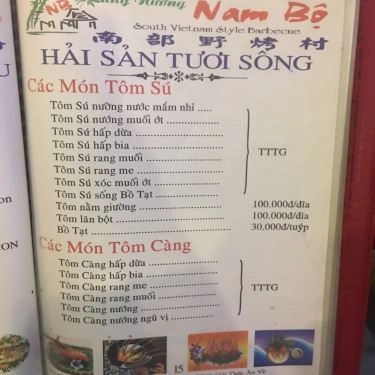 NB
Nam Bộ
South Vietnam Style Barbecue
南 部 野 烤 村
HẢI SẢN TƯƠI SỐNG
Các Món Tôm Sú
Tôm Sú nướng nước mắm nhỉ .....
Tôm Sú nướng muối ớt ..................
Tôm Sú hấp dừa ...........................
Tôm Sú hấp bia ............................
Tôm Sú rang muối ........................
Tôm Sú rang me ...........................
Tôm Sú xóc muối ớt .....................
Tôm Sú sống Bồ Tạt .....................
TTTG
Tôm nằm giường .......................... 100.000đ/dĩa
Tôm lăn bột .................................. 100.000đ/dĩa
Bồ Tạt ........................................... 30.000đ/tuýp
Các Món Tôm Càng
Tôm Càng hấp dừa ........................
Tôm Càng hấp bia .........................
Tôm Càng rang me ........................
Tôm Càng rang muối .....................
Tôm Càng nướng ...........................
Tôm Càng nướng ngũ vị ................
TTTG
15